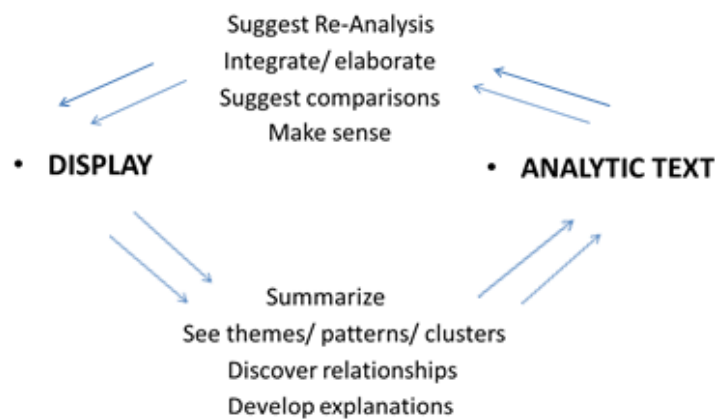 Suggest Re-Analysis
Integrate/ elaborate
Suggest comparisons
Make sense
• DISPLAY
• ANALYTIC TEXT
Summarize
See themes/ patterns/ clusters
Discover relationships
Develop explanations